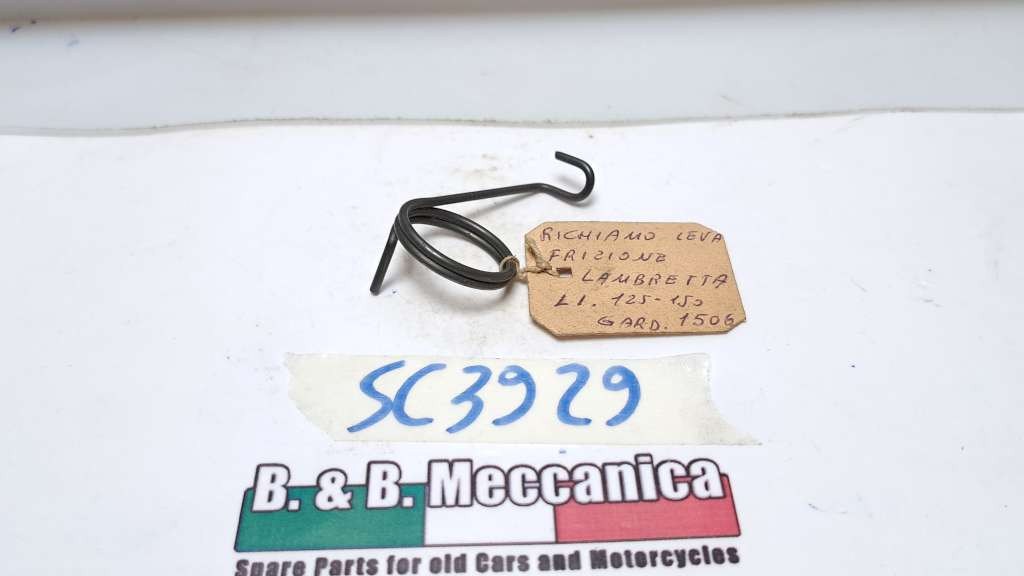 RICHIAMO LEVA
FRIZIONE
LAMBRETTA
LI. 125-150
GARD. 1506
SC3929
B. & B. Meccanica
Spare Parts for old Cars and Motorcycles